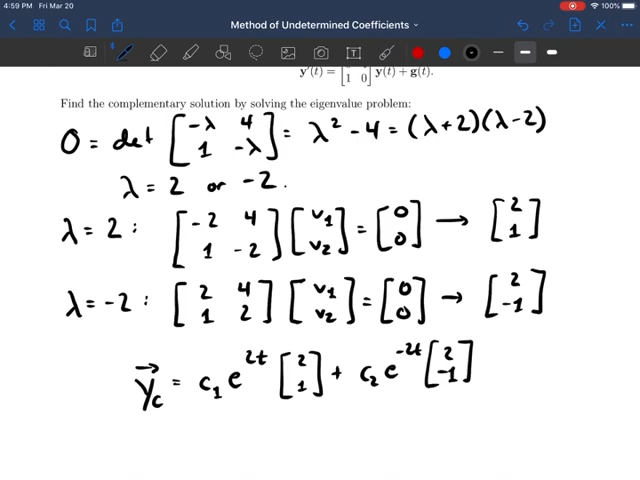 4:59 PM Fri Mar 20
100%
Method of Undetermined Coefficients
y′(t) = [ 1 0 ] y(t) + g(t).
Find the complementary solution by solving the eigenvalue problem:
0 = det [ -λ 4 ; 1 -λ ] = λ² - 4 = (λ+2)(λ-2)
λ = 2 or -2.
λ = 2 : [ -2 4 ; 1 -2 ] [ v₁ ; v₂ ] = [ 0 ; 0 ] → [ 2 ; 1 ]
λ = -2 : [ 2 4 ; 1 2 ] [ v₁ ; v₂ ] = [ 0 ; 0 ] → [ 2 ; -1 ]
y⃗c = c₁ e^2t [ 2 ; 1 ] + c₂ e^-2t [ 2 ; -1 ]